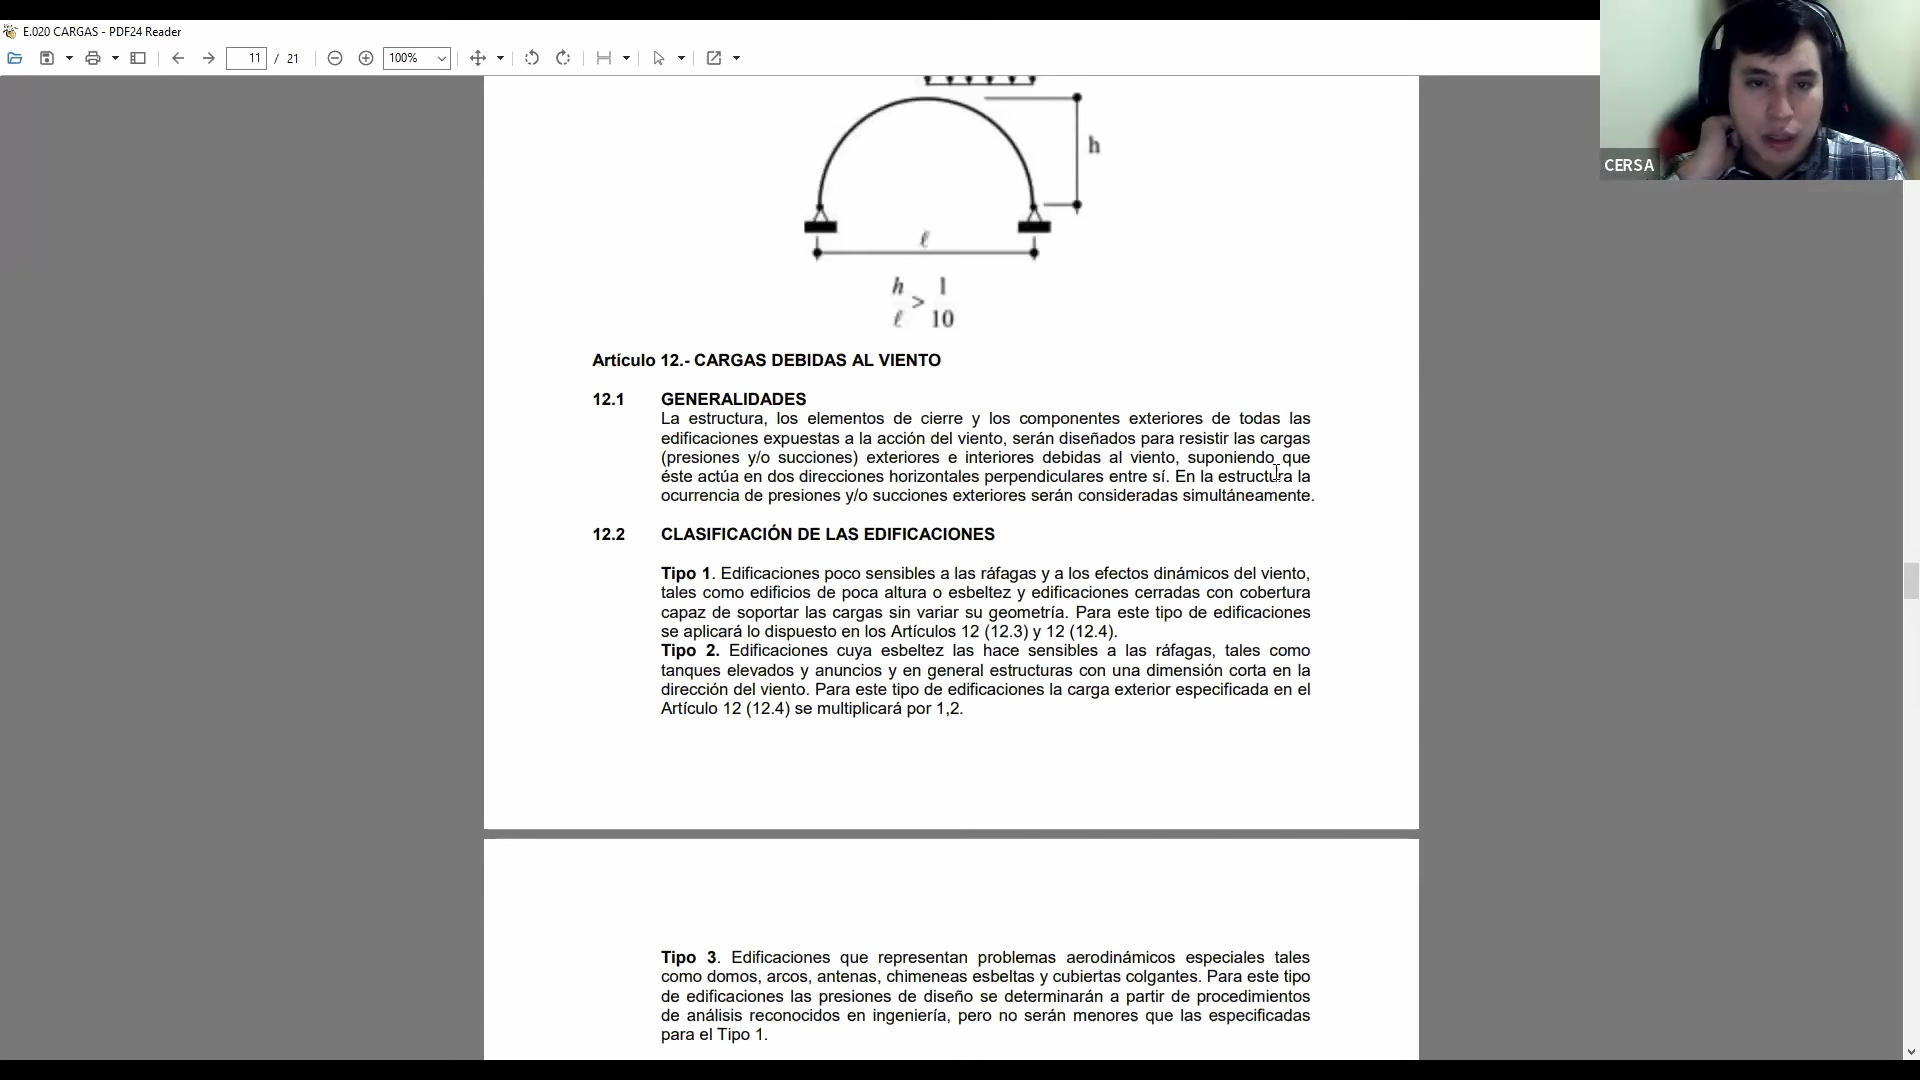 E.020 CARGAS - PDF24 Reader
11 / 21
100%
CERSA
h
ℓ
h 1
>
ℓ 10
Artículo 12.- CARGAS DEBIDAS AL VIENTO
12.1 GENERALIDADES
La estructura, los elementos de cierre y los componentes exteriores de todas las
edificaciones expuestas a la acción del viento, serán diseñados para resistir las cargas
(presiones y/o succiones) exteriores e interiores debidas al viento, suponiendo que
éste actúa en dos direcciones horizontales perpendiculares entre sí. En la estructura la
ocurrencia de presiones y/o succiones exteriores serán consideradas simultáneamente.
12.2 CLASIFICACIÓN DE LAS EDIFICACIONES
Tipo 1. Edificaciones poco sensibles a las ráfagas y a los efectos dinámicos del viento,
tales como edificios de poca altura o esbeltez y edificaciones cerradas con cobertura
capaz de soportar las cargas sin variar su geometría. Para este tipo de edificaciones
se aplicará lo dispuesto en los Artículos 12 (12.3) y 12 (12.4).
Tipo 2. Edificaciones cuya esbeltez las hace sensibles a las ráfagas, tales como
tanques elevados y anuncios y en general estructuras con una dimensión corta en la
dirección del viento. Para este tipo de edificaciones la carga exterior especificada en el
Artículo 12 (12.4) se multiplicará por 1,2.
Tipo 3. Edificaciones que representan problemas aerodinámicos especiales tales
como domos, arcos, antenas, chimeneas esbeltas y cubiertas colgantes. Para este tipo
de edificaciones las presiones de diseño se determinarán a partir de procedimientos
de análisis reconocidos en ingeniería, pero no serán menores que las especificadas
para el Tipo 1.